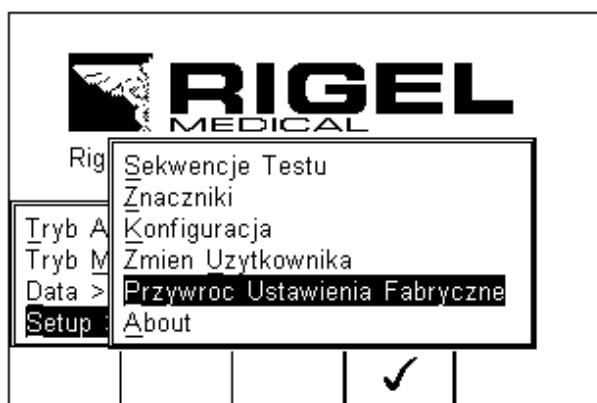 RIGEL
MEDICAL
Rig
Sekwencje Testu
Znaczniki
Konfiguracja
Zmien Uzytkownika
Przywroc Ustawienia Fabryczne
About
Tryb A
Tryb M
Data >
Setup